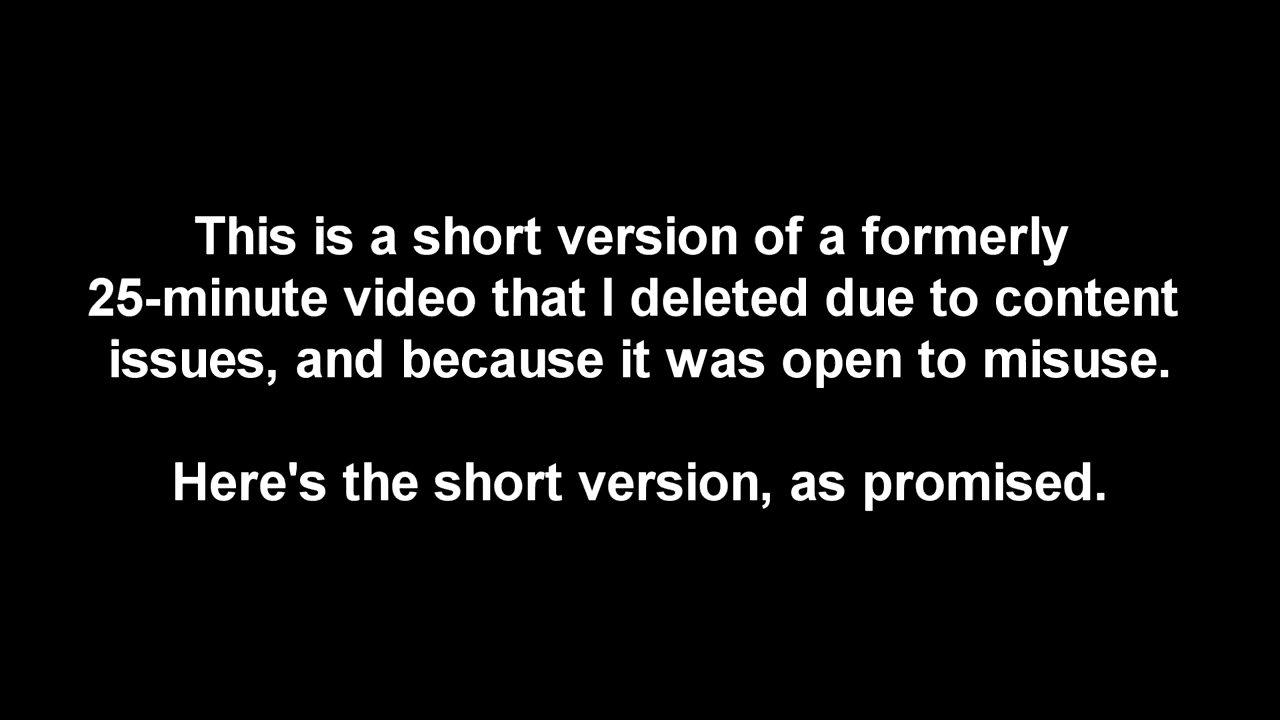 This is a short version of a formerly
25-minute video that I deleted due to content
issues, and because it was open to misuse.
Here's the short version, as promised.